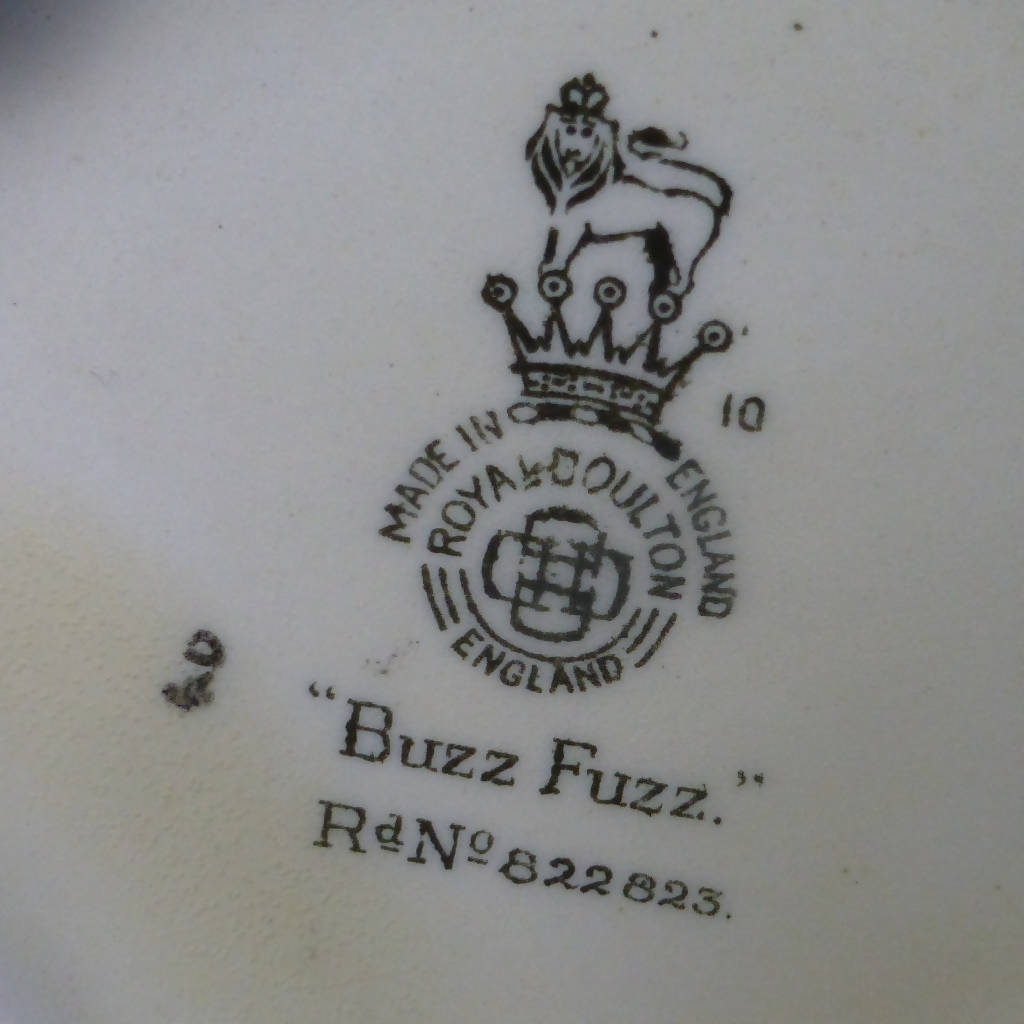 10
MADE IN ENGLAND
ROYAL DOULTON
ENGLAND
"Buzz Fuzz."
Rd No 822823.